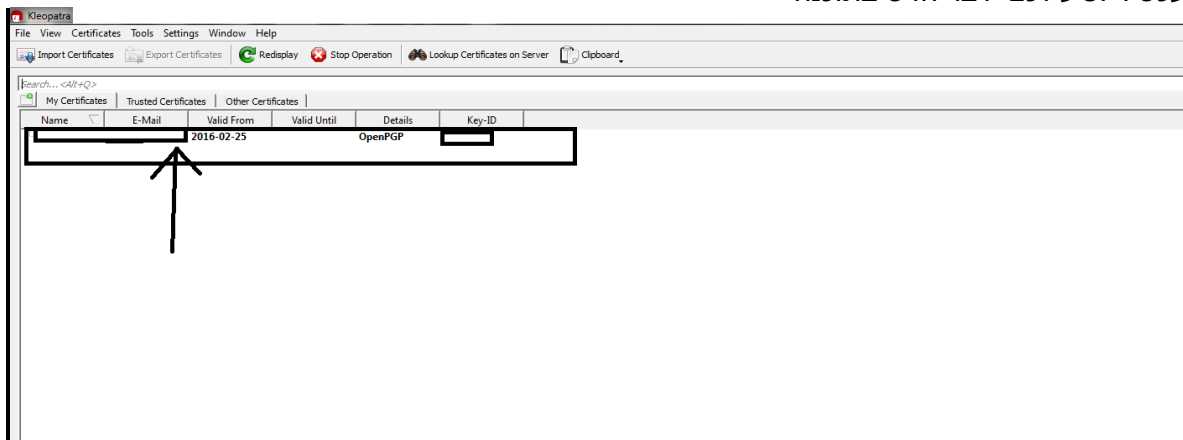 Kleopatra
File View Certificates Tools Settings Window Help
Import Certificates Export Certificates Redisplay Stop Operation Lookup Certificates on Server Clipboard
Search...<Alt+Q>
My Certificates Trusted Certificates Other Certificates
Name E-Mail Valid From Valid Until Details Key-ID
2016-02-25 OpenPGP